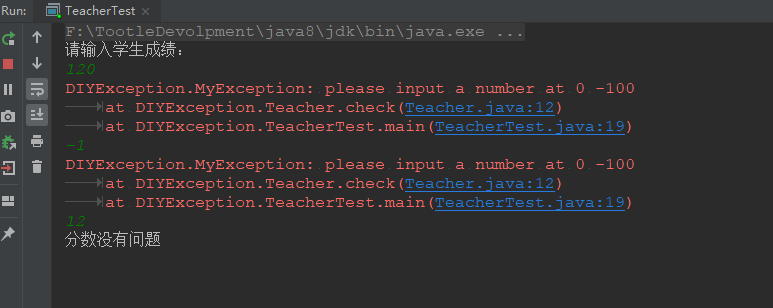 Run: TeacherTest ×
F:\TootleDevolpment\java8\jdk\bin\java.exe ...
请输入学生成绩：
120
DIYException.MyException: please input a number at 0 -100
at DIYException.Teacher.check(Teacher.java:12)
at DIYException.TeacherTest.main(TeacherTest.java:19)
-1
DIYException.MyException: please input a number at 0 -100
at DIYException.Teacher.check(Teacher.java:12)
at DIYException.TeacherTest.main(TeacherTest.java:19)
12
分数没有问题